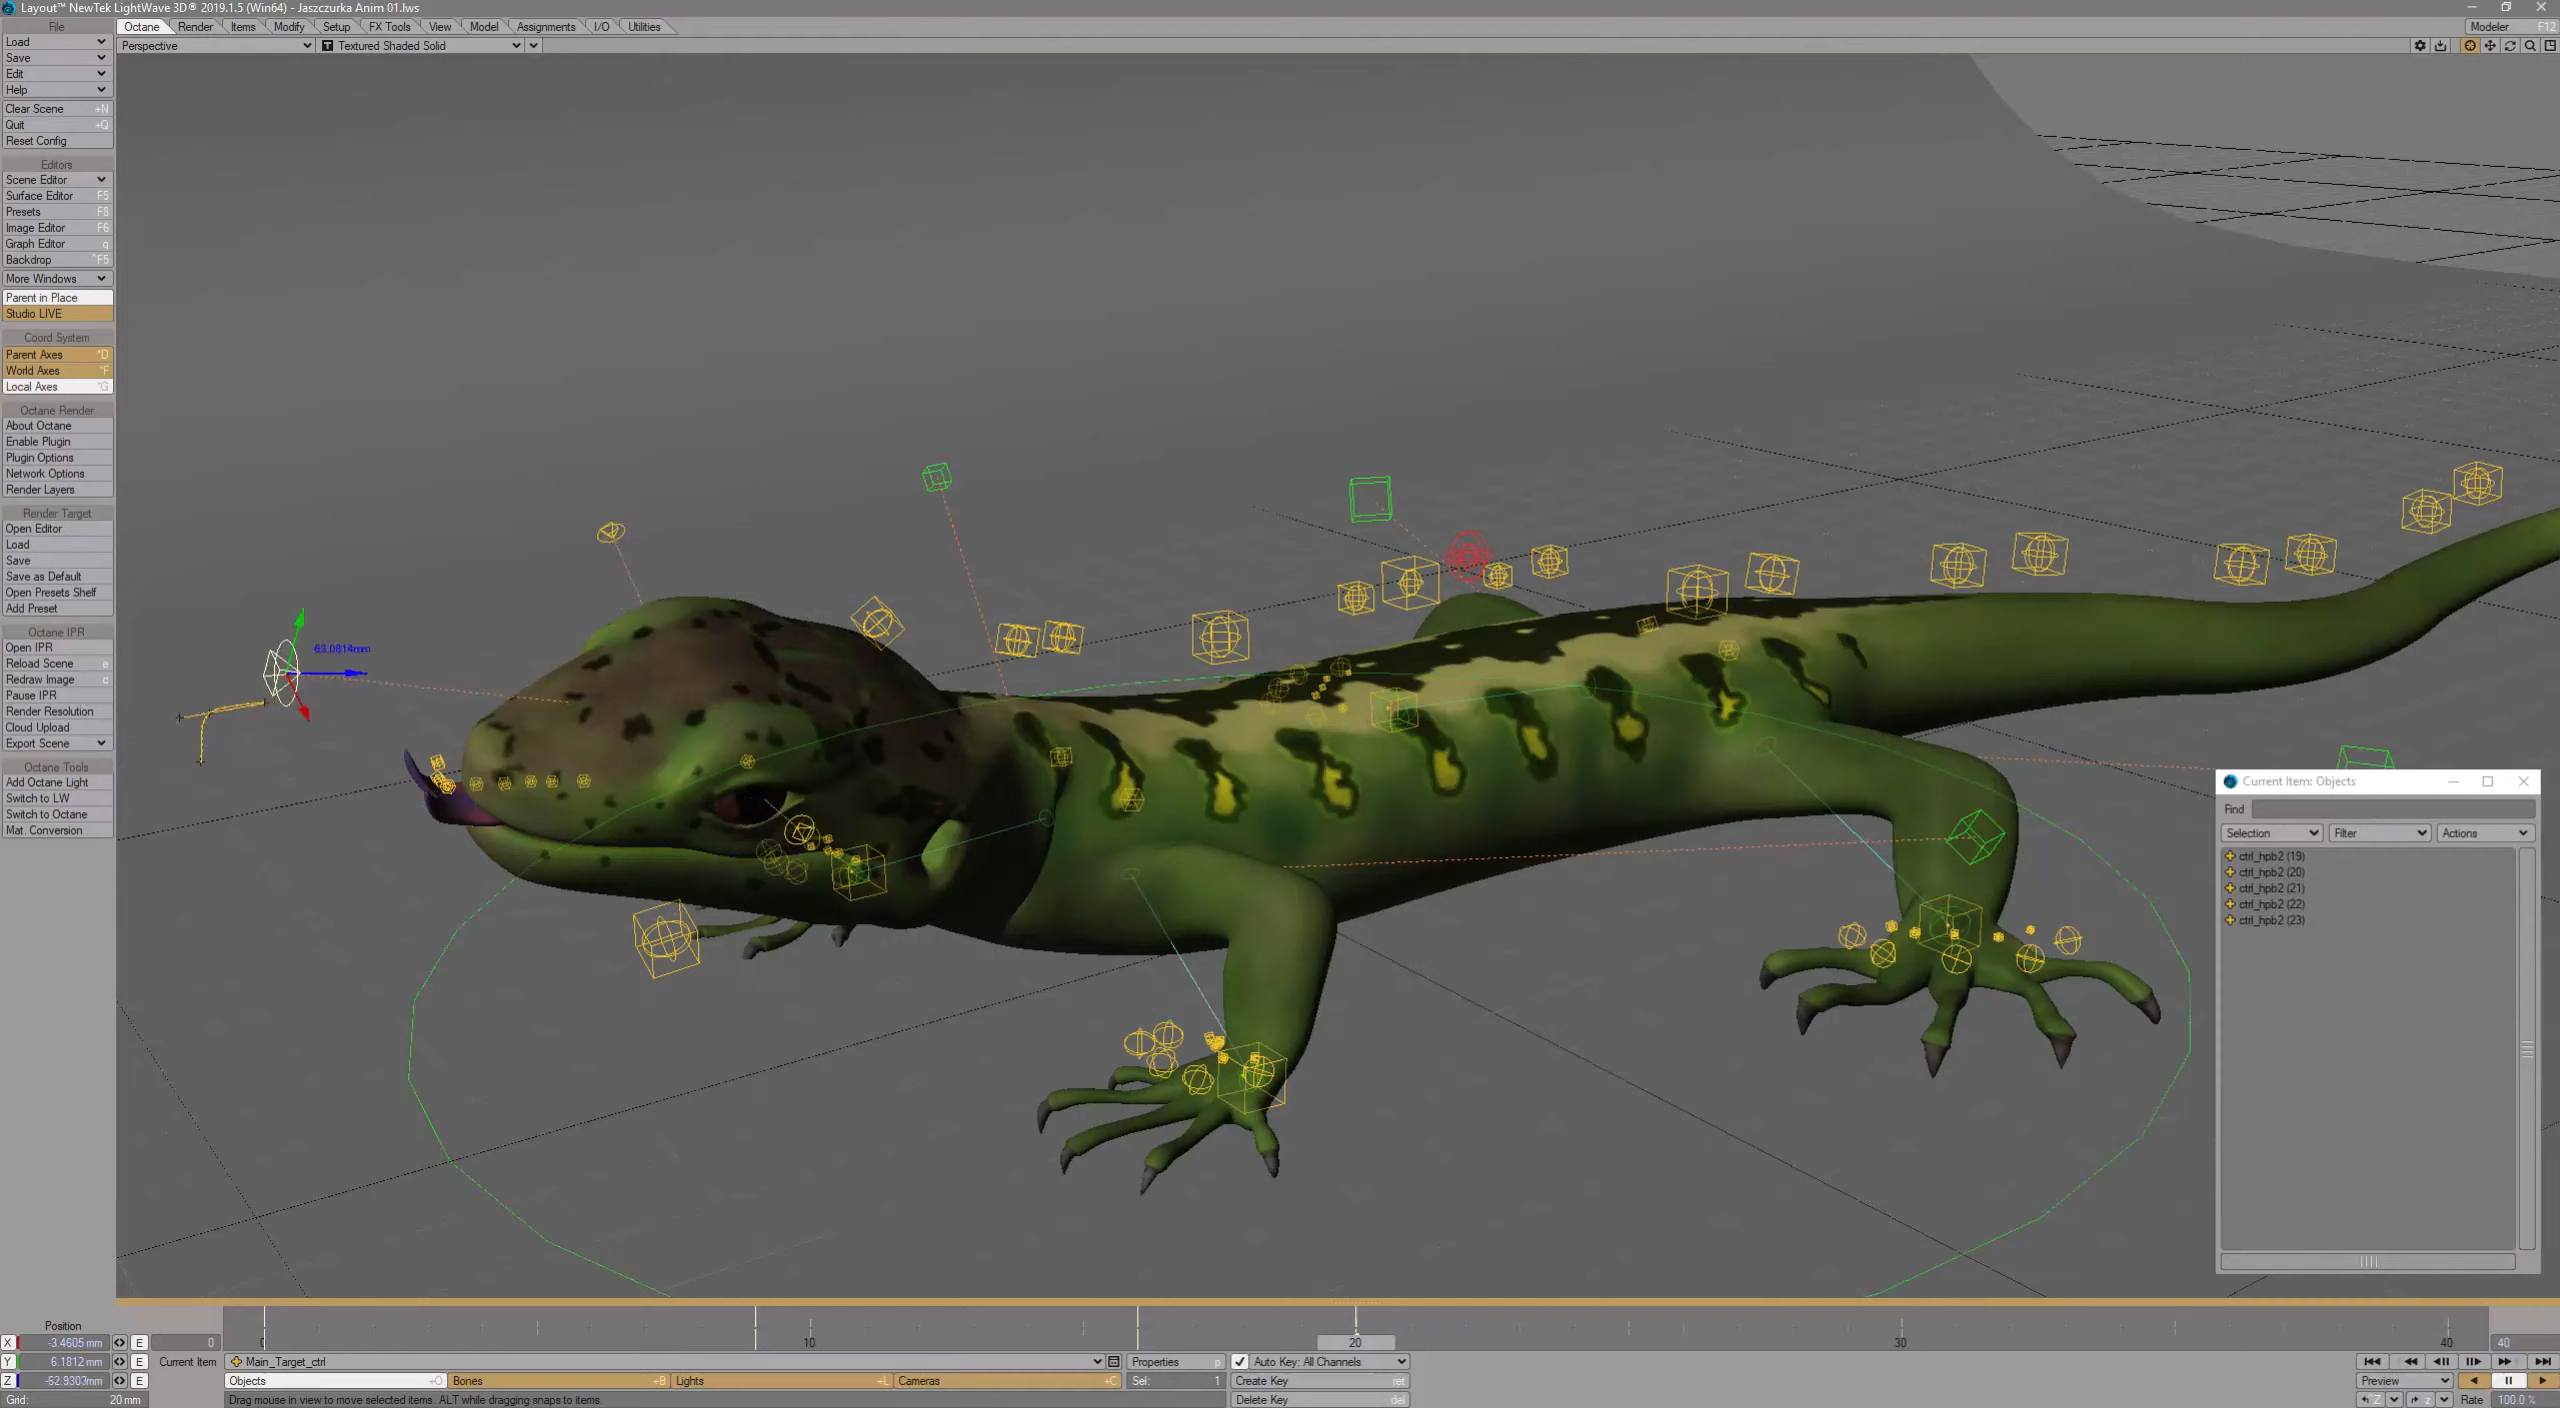 Layout™ NewTek LightWave 3D® 2019.1.5 (Win64) - Jaszczurka Anim 01.lws
File
Octane Render Items Modify Setup FX Tools View Model Assignments I/O Utilities
Modeler F12
Load
Perspective
Textured Shaded Solid
Save
Edit
Help
Clear Scene +N
Quit +Q
Reset Config
Editors
Scene Editor
Surface Editor F5
Presets F8
Image Editor F6
Graph Editor q
Backdrop ^F5
More Windows
Parent in Place
Studio LIVE
Coord System
Parent Axes ^D
World Axes ^F
Local Axes ^G
Octane Render
About Octane
Enable Plugin
Plugin Options
Network Options
Render Layers
Render Target
Open Editor
Load
Save
Save as Default
Open Presets Shelf
Add Preset
Octane IPR
Open IPR
Reload Scene e
Redraw Image c
Pause IPR
Render Resolution
Cloud Upload
Export Scene
Octane Tools
Add Octane Light
Switch to LW
Switch to Octane
Mat. Conversion
-63.0814mm
Current Item: Objects
Find
Selection Filter Actions
ctrl_hpb2 (19)
ctrl_hpb2 (20)
ctrl_hpb2 (21)
ctrl_hpb2 (22)
ctrl_hpb2 (23)
Position
X -3.4605 mm E 0
0 10 20 30 40 40
Y 6.1812 mm E Current Item Main_Target_ctrl Properties p Auto Key: All Channels
Z -62.9303mm E Objects +O Bones +B Lights +L Cameras +C Sel: 1 Create Key ret
Preview
Grid: 20 mm Drag mouse in view to move selected items. ALT while dragging snaps to items. Delete Key del
Rate 100.0 %